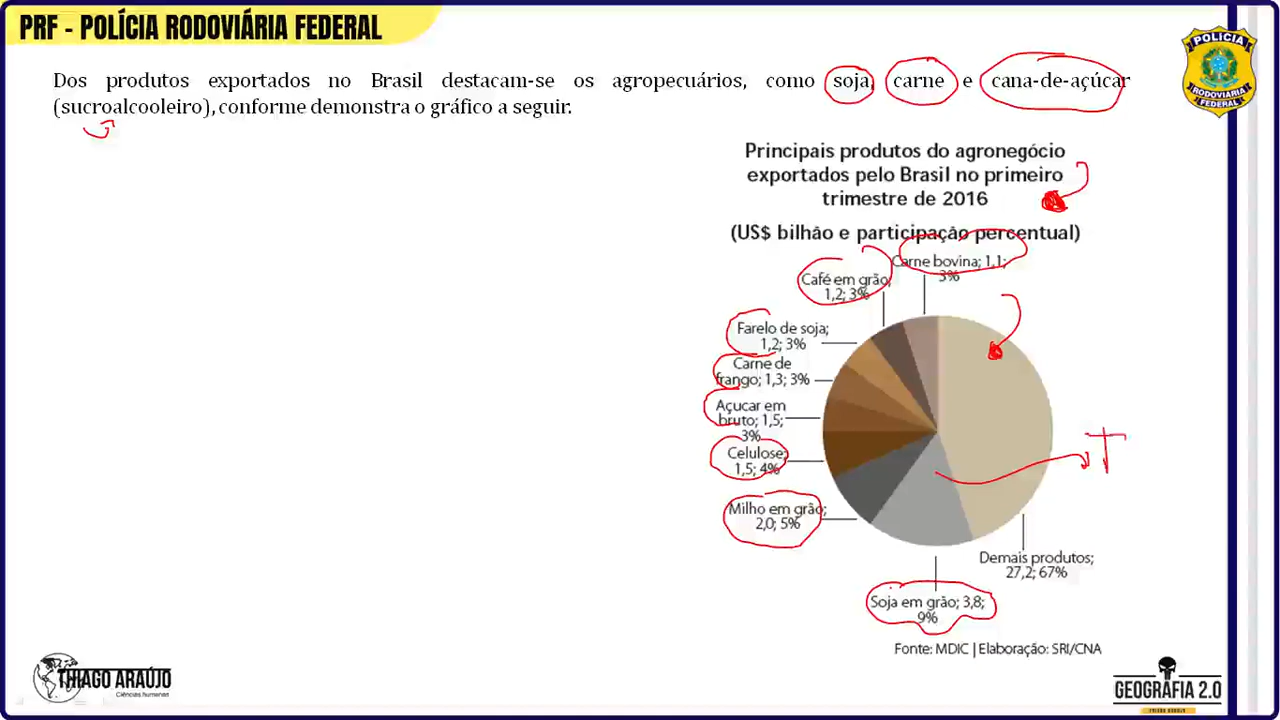 PRF - POLÍCIA RODOVIÁRIA FEDERAL
POLÍCIA
RODOVIÁRIA
FEDERAL
Dos produtos exportados no Brasil destacam-se os agropecuários, como soja, carne e cana-de-açúcar
(sucroalcooleiro), conforme demonstra o gráfico a seguir.
Principais produtos do agronegócio
exportados pelo Brasil no primeiro
trimestre de 2016
(US$ bilhão e participação percentual)
Carne bovina; 1,1;
3%
Café em grão;
1,2; 3%
Farelo de soja;
1,2; 3%
Carne de
frango; 1,3; 3%
Açucar em
bruto; 1,5;
3%
Celulose;
1,5; 4%
Milho em grão;
2,0; 5%
T
Demais produtos;
27,2; 67%
Soja em grão; 3,8;
9%
Fonte: MDIC | Elaboração: SRI/CNA
THIAGO ARAÚJO
Ciências humanas
GEOGRAFIA 2.0